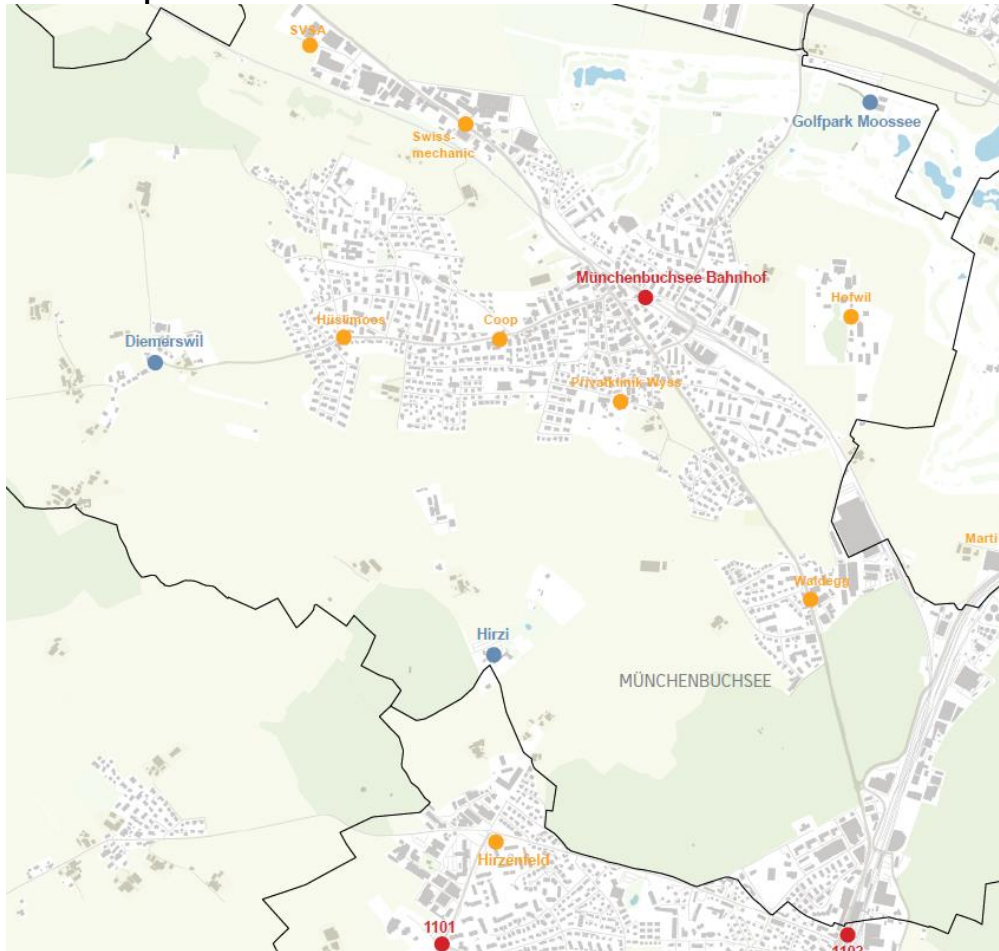 SVSA
Golfpark Moossee
Swiss-
mechanic
Münchenbuchsee Bahnhof
Hofwil
Hüslimoos
Coop
Diemerswil
Privatklinik Wyss
Marti
Waldegg
Hirzi
MÜNCHENBUCHSEE
Hirzenfeld
1101